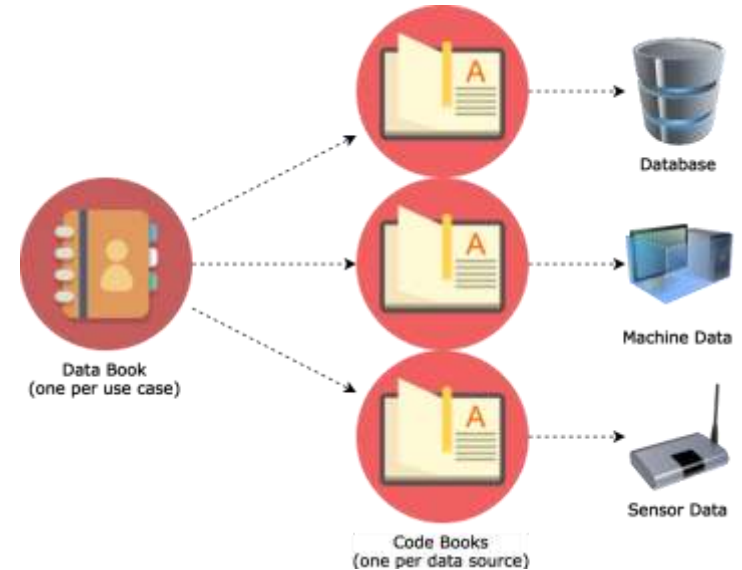 A
Database
A
Machine Data
Data Book
(one per use case)
A
Sensor Data
Code Books
(one per data source)